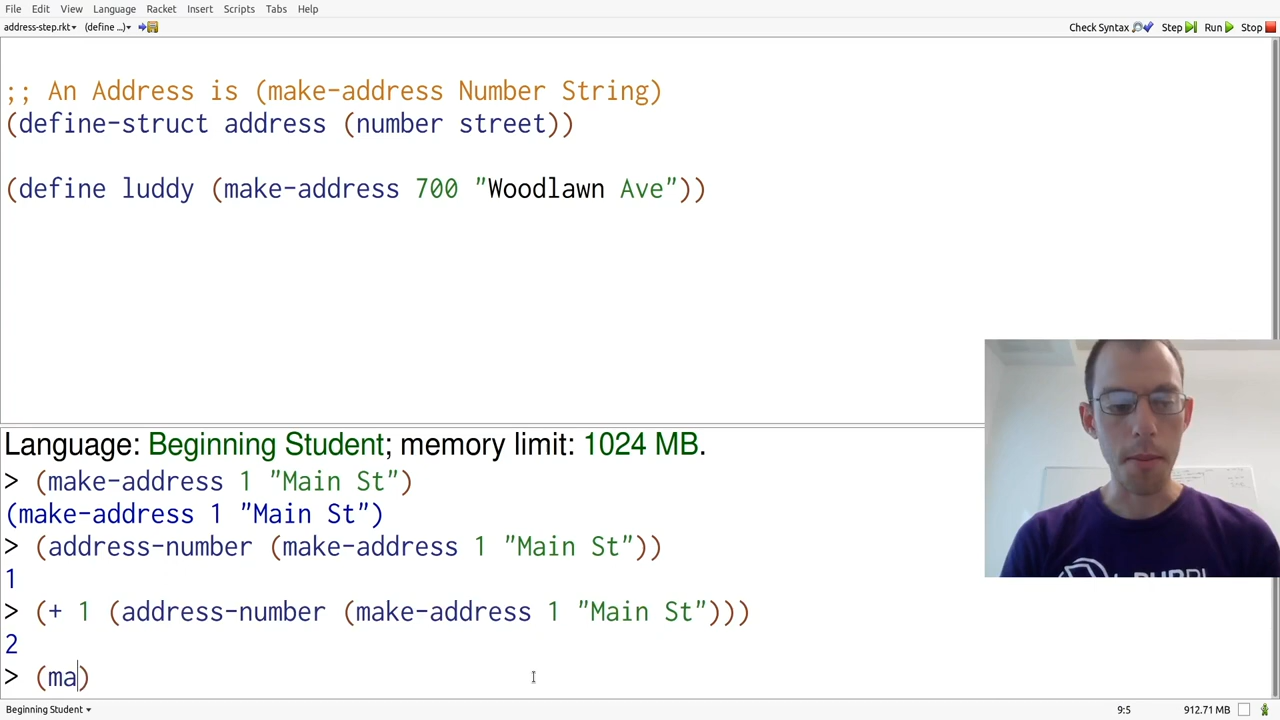 File Edit View Language Racket Insert Scripts Tabs Help
address-step.rkt▾ (define ...)▾ Check Syntax Step Run Stop
;; An Address is (make-address Number String)
(define-struct address (number street))
(define luddy (make-address 700 "Woodlawn Ave"))
Language: Beginning Student; memory limit: 1024 MB.
> (make-address 1 "Main St")
(make-address 1 "Main St")
> (address-number (make-address 1 "Main St"))
1
> (+ 1 (address-number (make-address 1 "Main St")))
2
> (ma)
Beginning Student▾ 9:5 912.71 MB